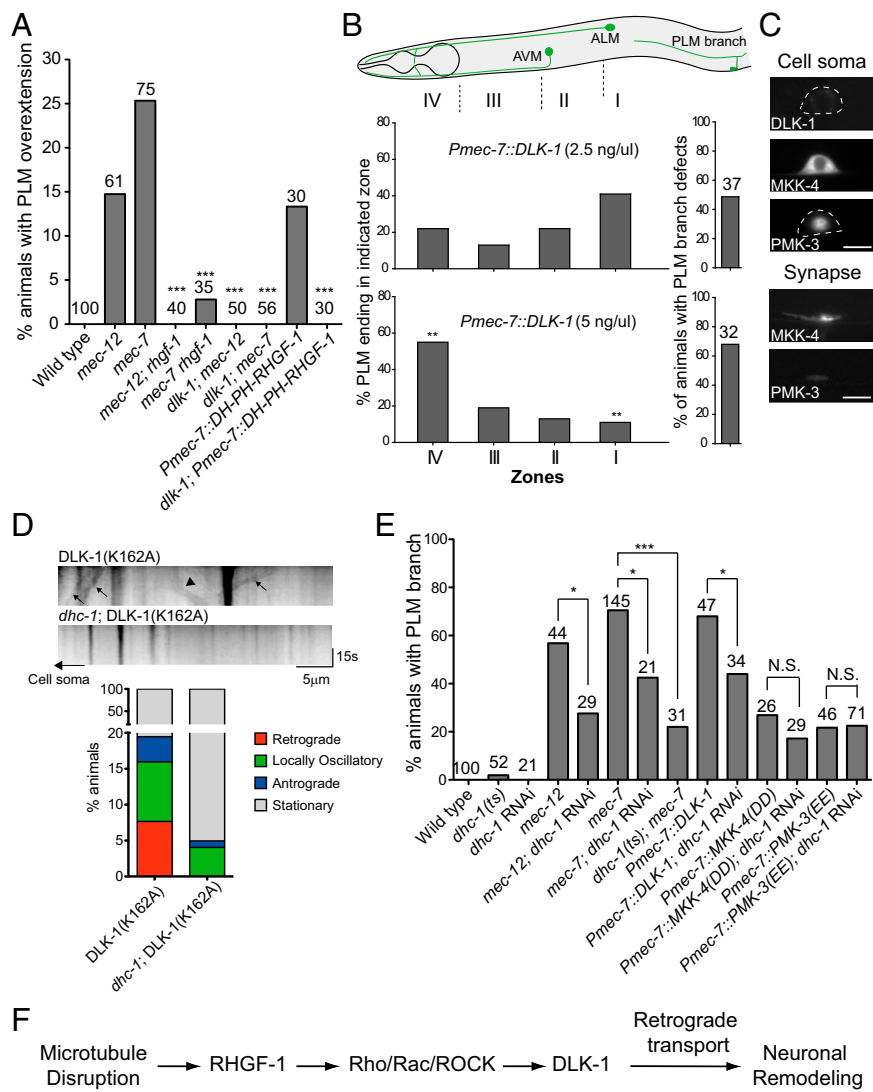 A
% animals with PLM overextension
30
25
20
15
10
5
0
100
61
75
***
40
***
35
***
50
***
56
30
***
30
Wild type
mec-12
mec-7
mec-12; rhgf-1
mec-7 rhgf-1
dlk-1; mec-12
dlk-1; mec-7
Pmec-7::DH-PH-RHGF-1
dlk-1; Pmec-7::DH-PH-RHGF-1
B
AVM
ALM
PLM branch
IV
III
II
I
% PLM ending in indicated zone
80
60
40
20
0
Pmec-7::DLK-1 (2.5 ng/ul)
80
60
40
20
0
Pmec-7::DLK-1 (5 ng/ul)
**
**
IV
III
II
I
Zones
% of animals with PLM branch defects
100
80
60
40
20
0
37
100
80
60
40
20
0
32
C
Cell soma
DLK-1
MKK-4
PMK-3
Synapse
MKK-4
PMK-3
D
DLK-1(K162A)
dhc-1; DLK-1(K162A)
15s
5μm
Cell soma
% animals
100
50
20
15
10
5
0
Retrograde
Locally Oscillatory
Antrograde
Stationary
DLK-1(K162A)
dhc-1; DLK-1(K162A)
E
% animals with PLM branch
100
80
60
40
20
0
100
52
21
44
*
29
145
***
*
21
31
47
*
34
26
N.S.
29
46
N.S.
71
Wild type
dhc-1(ts)
dhc-1 RNAi
mec-12
mec-12; dhc-1 RNAi
mec-7
mec-7; dhc-1 RNAi
dhc-1(ts); mec-7
Pmec-7::DLK-1
Pmec-7::DLK-1; dhc-1 RNAi
Pmec-7::MKK-4(DD)
Pmec-7::MKK-4(DD); dhc-1 RNAi
Pmec-7::PMK-3(EE)
Pmec-7::PMK-3(EE); dhc-1 RNAi
F
Microtubule
Disruption
RHGF-1
Rho/Rac/ROCK
DLK-1
Retrograde
transport
Neuronal
Remodeling